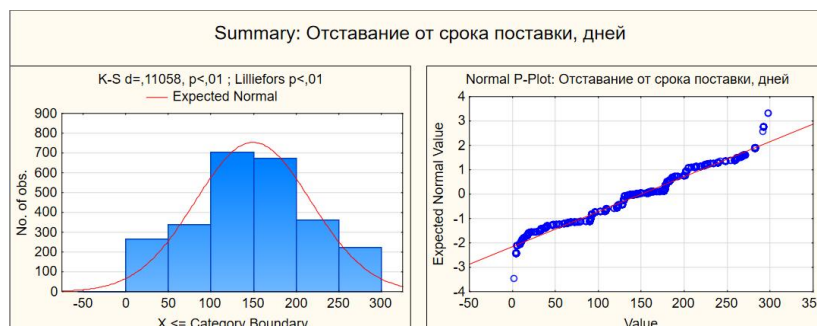 Summary: Отставание от срока поставки, дней
K-S d=,11058, p<,01 ; Lilliefors p<,01
Expected Normal
900
800
700
600
500
400
300
200
100
0
No. of obs.
-50 0 50 100 150 200 250 300
X <= Category Boundary
Normal P-Plot: Отставание от срока поставки, дней
4
3
2
1
0
-1
-2
-3
-4
Expected Normal Value
-50 0 50 100 150 200 250 300 350
Value